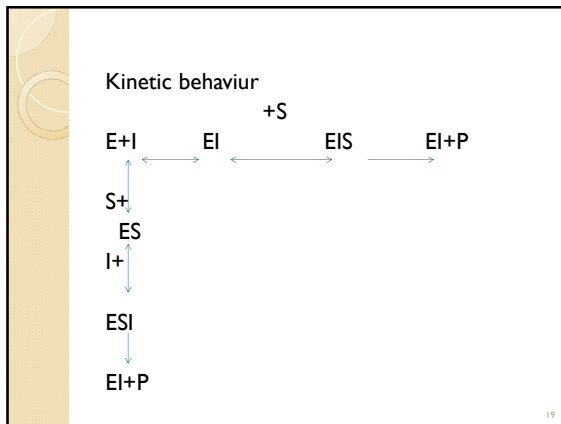 Kinetic behaviur
+S
E+I EI EIS EI+P
S+
ES
I+
ESI
EI+P
19